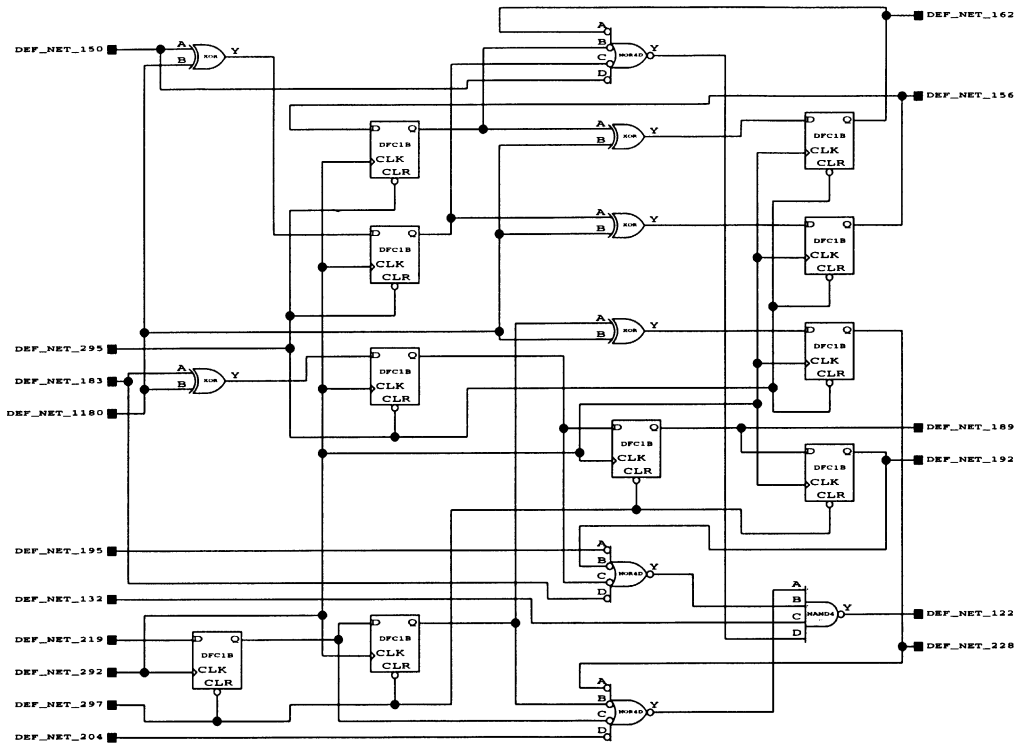 DEF_NET_162
DEF_NET_150
A
B
XOR
Y
A
B
C
D
NOR4D
Y
DEF_NET_156
D Q
DFC1B
CLK
CLR
A
B
XOR
Y
D Q
DFC1B
CLK
CLR
D Q
DFC1B
CLK
CLR
A
B
XOR
Y
D Q
DFC1B
CLK
CLR
A
B
XOR
Y
D Q
DFC1B
CLK
CLR
DEF_NET_295
DEF_NET_183
DEF_NET_1180
A
B
XOR
Y
D Q
DFC1B
CLK
CLR
D Q
DFC1B
CLK
CLR
DEF_NET_189
DEF_NET_192
D Q
DFC1B
CLK
CLR
DEF_NET_195
DEF_NET_132
A
B
C
D
NOR4D
Y
A
B
C
D
NAND4
Y
DEF_NET_122
DEF_NET_228
DEF_NET_219
DEF_NET_292
DEF_NET_297
DEF_NET_204
D Q
DFC1B
CLK
CLR
D Q
DFC1B
CLK
CLR
A
B
C
D
NOR4D
Y